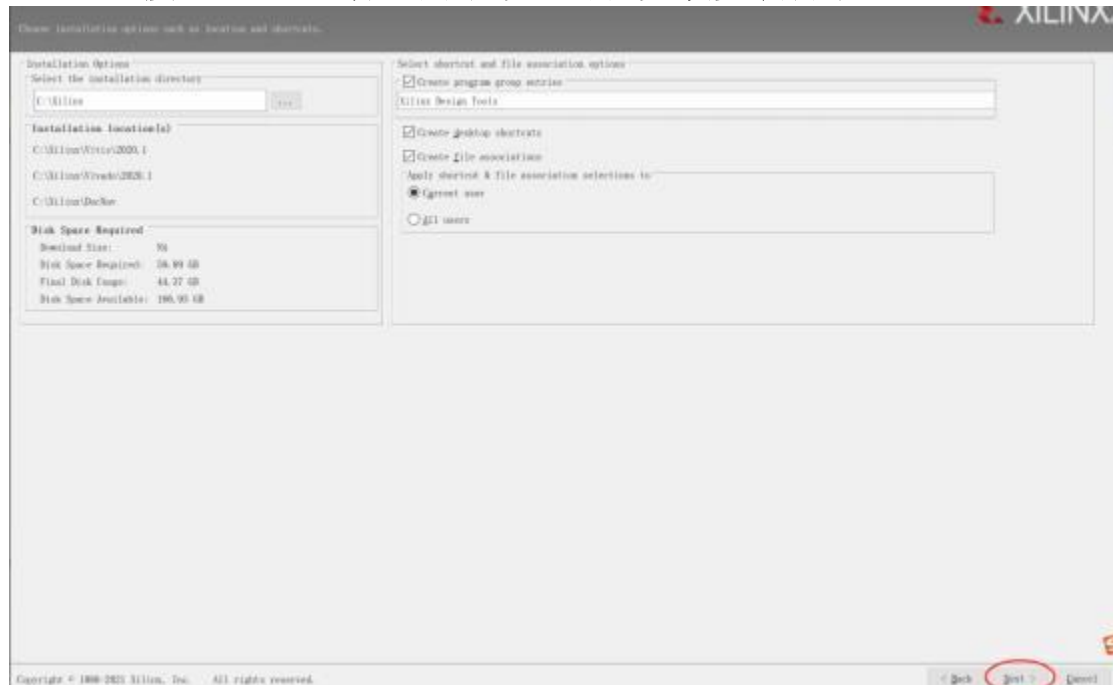 XILINX
Choose installation options such as location and shortcuts.
Installation Options
Select the installation directory
C:\Xilinx
...
Installation location(s)
C:\Xilinx\Vitis\2020.1
C:\Xilinx\Vivado\2020.1
C:\Xilinx\DocNav
Disk Space Required
Download Size: NA
Disk Space Required:
Final Disk Usage: 44.37 GB
Disk Space Available:
Select shortcut and file association options
Create program group entries
Xilinx Design Tools
Create desktop shortcuts
Create file associations
Apply shortcut & file association selections to
Current user
All users
Copyright © 1986-2021 Xilinx, Inc. All rights reserved.
< Back
Next >
Cancel